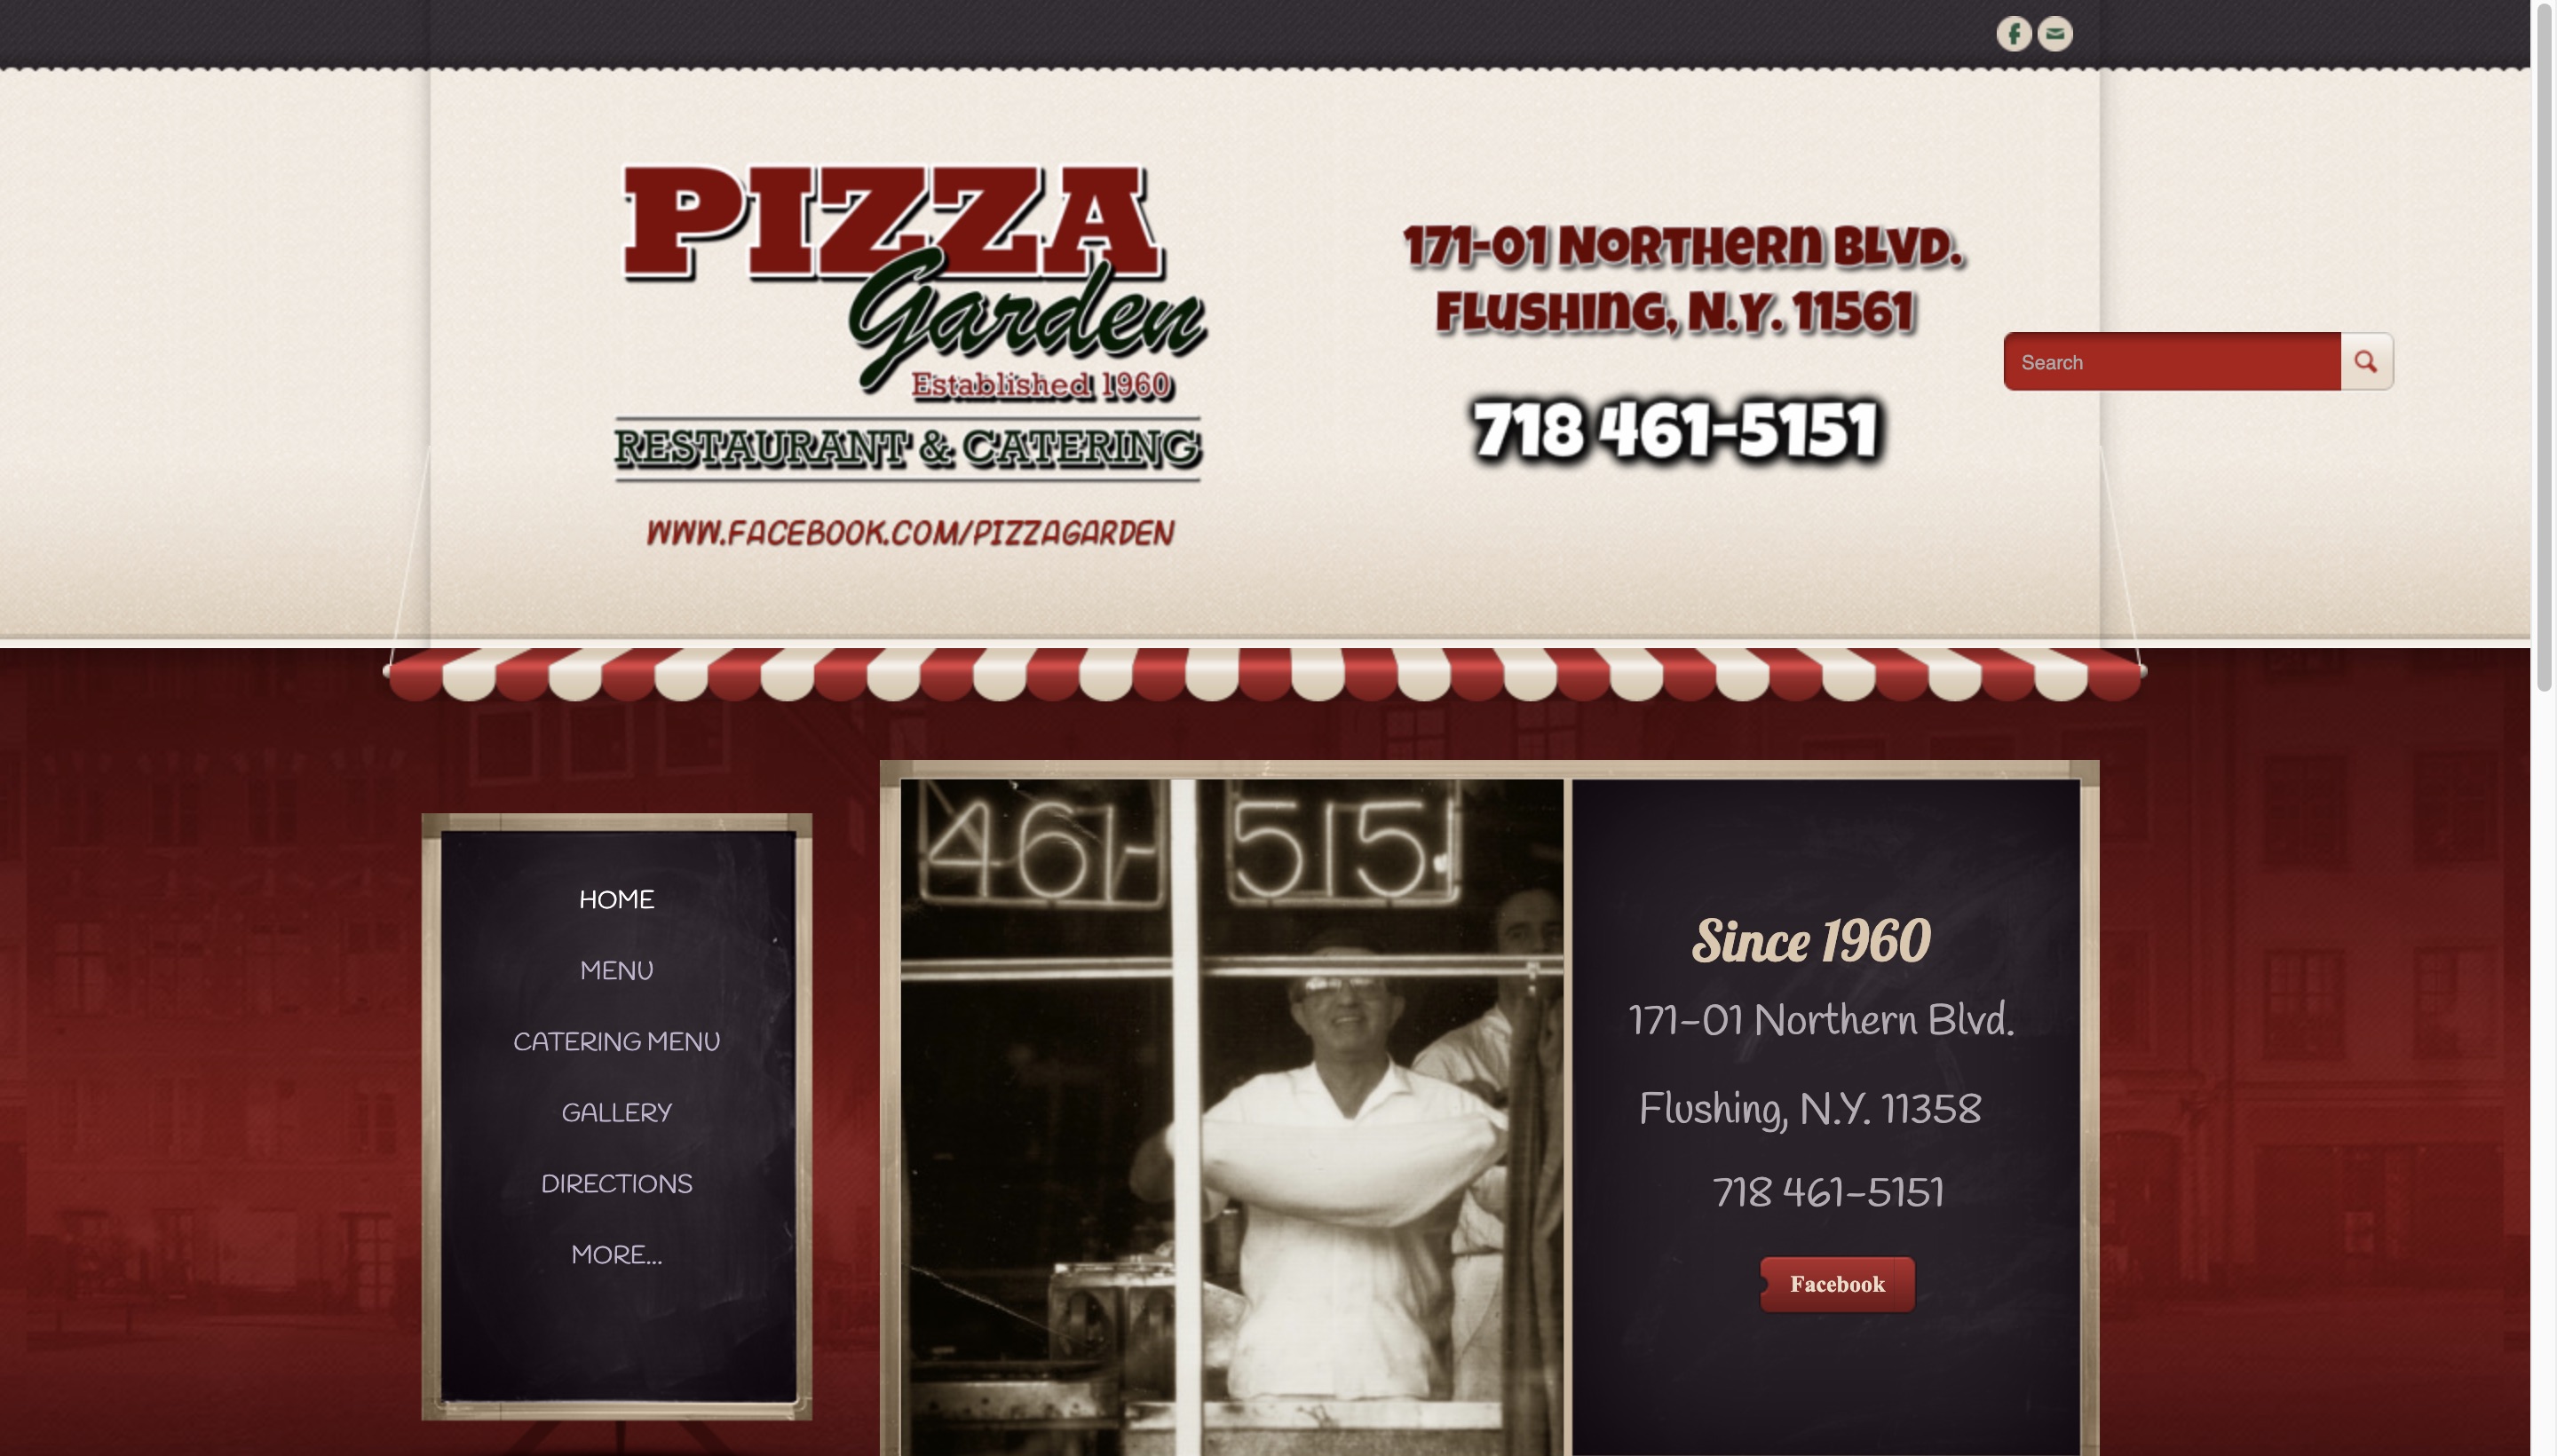 PIZZA
Garden
Established 1960
RESTAURANT & CATERING
WWW.FACEBOOK.COM/PIZZAGARDEN
171-01 NORTHERN BLVD.
FLUSHING, N.Y. 11561
718 461-5151
Search
HOME
MENU
CATERING MENU
GALLERY
DIRECTIONS
MORE...
461-
5151
Since 1960
171-01 Northern Blvd.
Flushing, N.Y. 11358
718 461-5151
Facebook